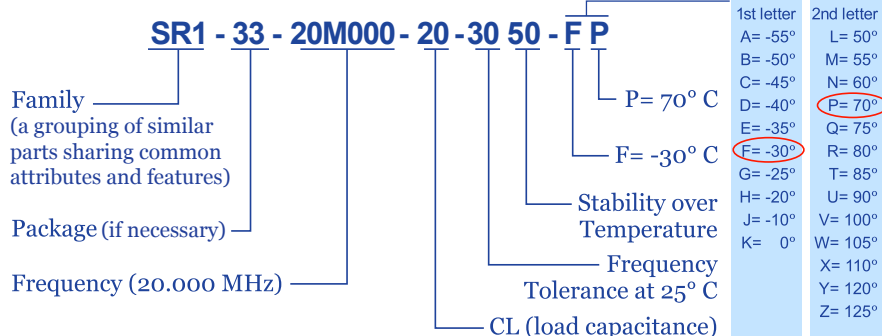 SR1 - 33 - 20M000 - 20 - 30 50 - F P
Family
(a grouping of similar
parts sharing common
attributes and features)
Package (if necessary)
Frequency (20.000 MHz)
P= 70° C
F= -30° C
Stability over
Temperature
Frequency
Tolerance at 25° C
CL (load capacitance)
1st letter
A= -55°
B= -50°
C= -45°
D= -40°
E= -35°
F= -30°
G= -25°
H= -20°
J= -10°
K= 0°
2nd letter
L= 50°
M= 55°
N= 60°
P= 70°
Q= 75°
R= 80°
T= 85°
U= 90°
V= 100°
W= 105°
X= 110°
Y= 120°
Z= 125°